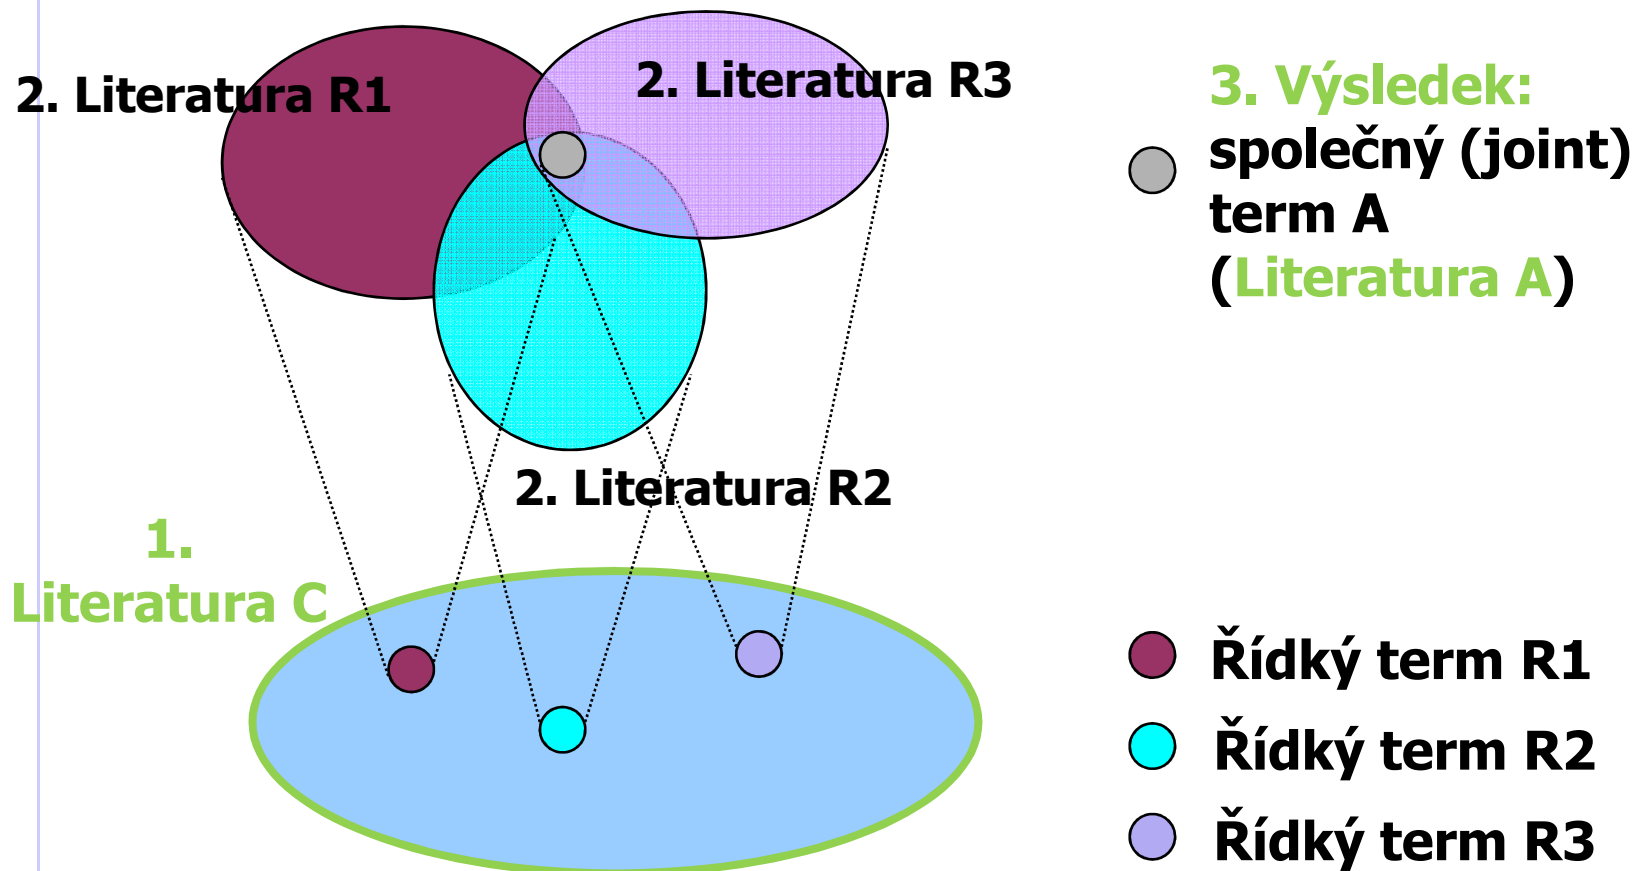 2. Literatura R1
2. Literatura R3
3. Výsledek:
společný (joint)
term A
(Literatura A)
2. Literatura R2
1.
Literatura C
Řídký term R1
Řídký term R2
Řídký term R3